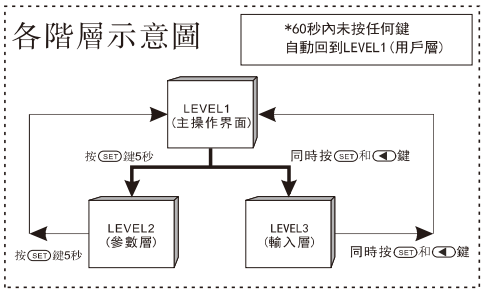 各階層示意圖
*60秒內未按任何鍵
自動回到LEVEL1(用戶層)
LEVEL1
(主操作界面)
按SET鍵5秒
同時按SET和◀鍵
LEVEL2
(參數層)
LEVEL3
(輸入層)
按SET鍵5秒
同時按SET和◀鍵